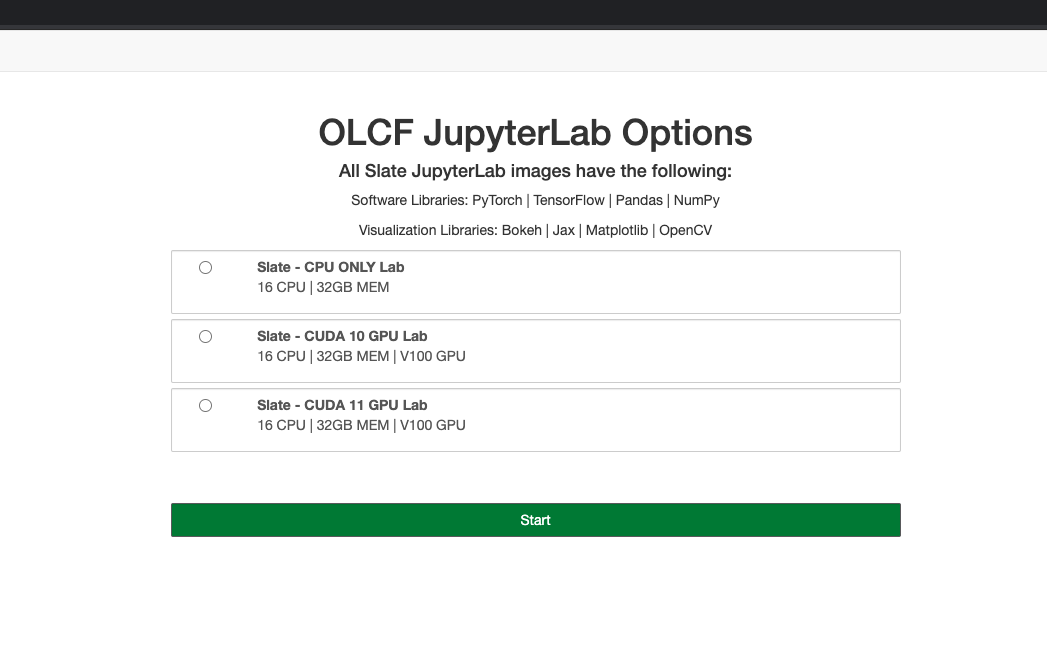 OLCF JupyterLab Options
All Slate JupyterLab images have the following:
Software Libraries: PyTorch | TensorFlow | Pandas | NumPy
Visualization Libraries: Bokeh | Jax | Matplotlib | OpenCV
Slate - CPU ONLY Lab
16 CPU | 32GB MEM
Slate - CUDA 10 GPU Lab
16 CPU | 32GB MEM | V100 GPU
Slate - CUDA 11 GPU Lab
16 CPU | 32GB MEM | V100 GPU
Start